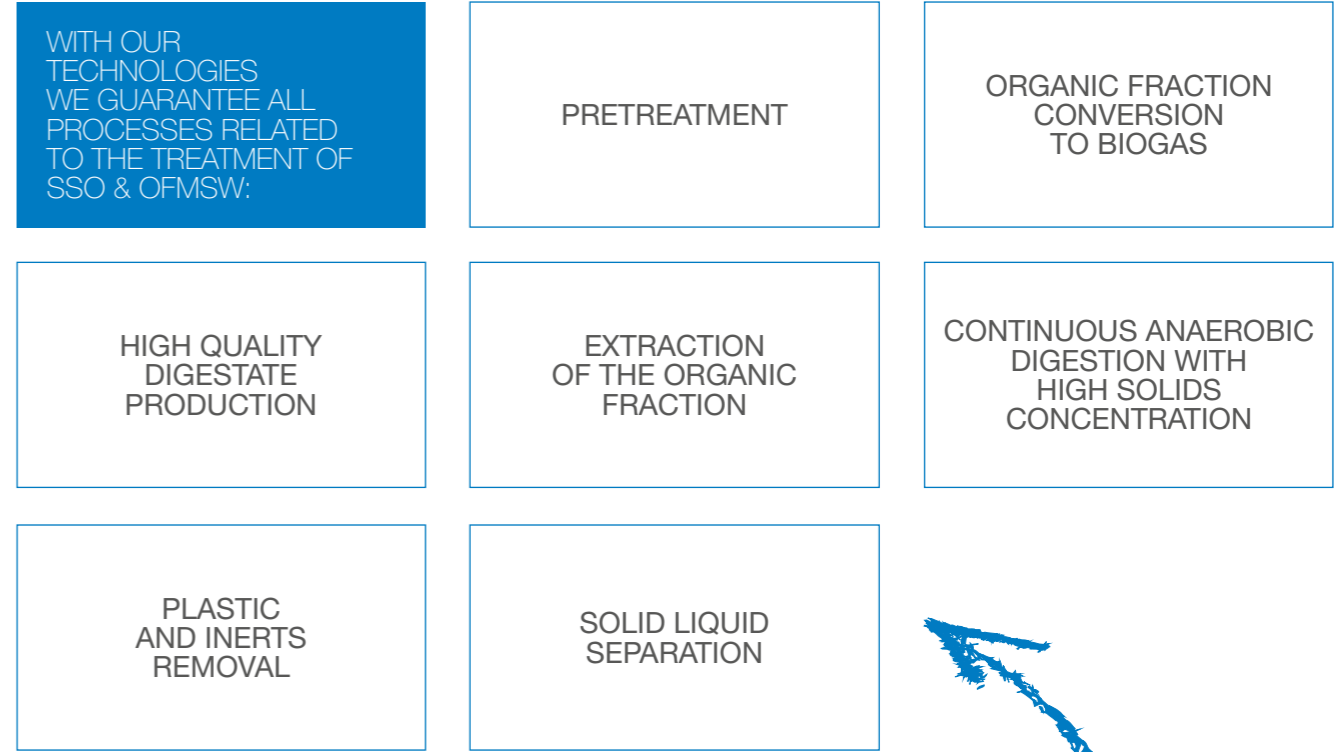 WITH OUR
TECHNOLOGIES
WE GUARANTEE ALL
PROCESSES RELATED
TO THE TREATMENT OF
SSO & OFMSW:
PRETREATMENT
ORGANIC FRACTION
CONVERSION
TO BIOGAS
HIGH QUALITY
DIGESTATE
PRODUCTION
EXTRACTION
OF THE ORGANIC
FRACTION
CONTINUOUS ANAEROBIC
DIGESTION WITH
HIGH SOLIDS
CONCENTRATION
PLASTIC
AND INERTS
REMOVAL
SOLID LIQUID
SEPARATION